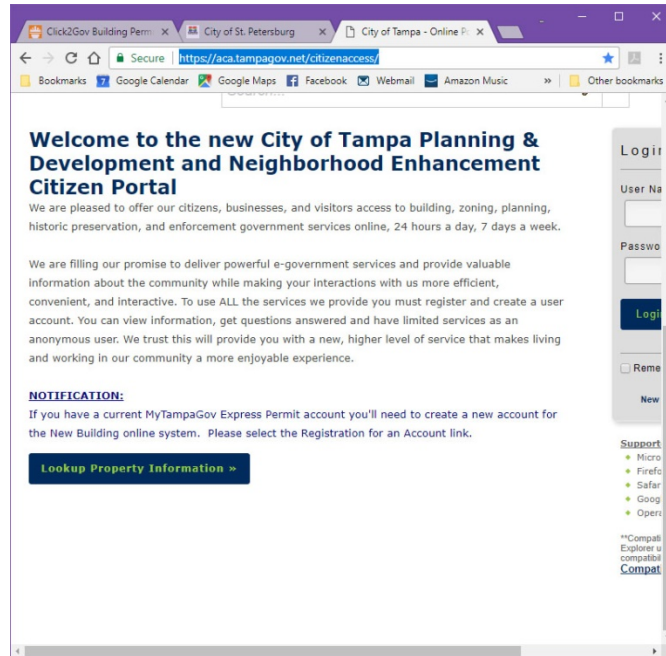 Click2Gov Building Perm
City of St. Petersburg
City of Tampa - Online P
Secure | https://aca.tampagov.net/citizenaccess/
Bookmarks 7 Google Calendar Google Maps Facebook Webmail Amazon Music » Other bookmarks
Search...
Welcome to the new City of Tampa Planning &
Development and Neighborhood Enhancement
Citizen Portal
We are pleased to offer our citizens, businesses, and visitors access to building, zoning, planning,
historic preservation, and enforcement government services online, 24 hours a day, 7 days a week.
We are filling our promise to deliver powerful e-government services and provide valuable
information about the community while making your interactions with us more efficient,
convenient, and interactive. To use ALL the services we provide you must register and create a user
account. You can view information, get questions answered and have limited services as an
anonymous user. We trust this will provide you with a new, higher level of service that makes living
and working in our community a more enjoyable experience.
NOTIFICATION:
If you have a current MyTampaGov Express Permit account you'll need to create a new account for
the New Building online system. Please select the Registration for an Account link.
Lookup Property Information »
Login
User Na
Passwo
Logi
Reme
New
Support
Micro
Firefo
Safar
Goog
Opera
**Compati
Explorer u
compatibil
Compat